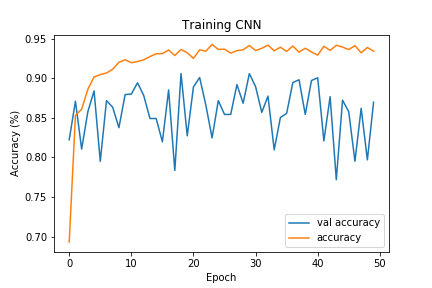 Training CNN
Accuracy (%)
0.95
0.90
0.85
0.80
0.75
0.70
0
10
20
30
40
50
Epoch
val accuracy
accuracy